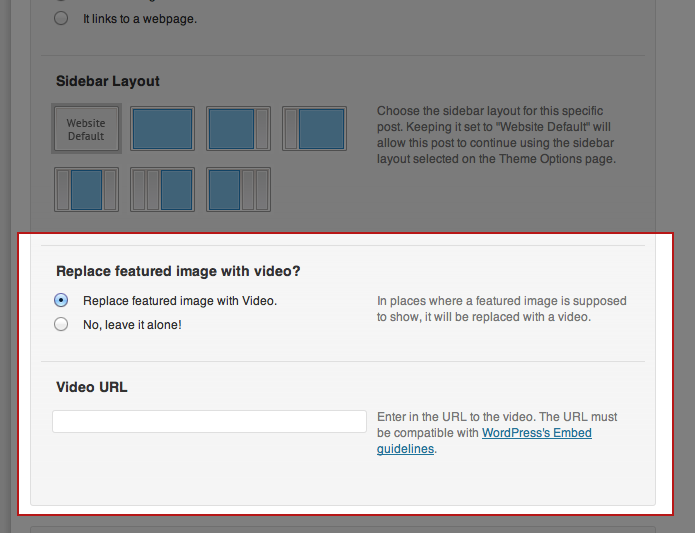 It links to a webpage.
Sidebar Layout
Website
Default
Choose the sidebar layout for this specific
post. Keeping it set to "Website Default" will
allow this post to continue using the sidebar
layout selected on the Theme Options page.
Replace featured image with video?
Replace featured image with Video.
No, leave it alone!
In places where a featured image is supposed
to show, it will be replaced with a video.
Video URL
Enter in the URL to the video. The URL must
be compatible with WordPress's Embed
guidelines.